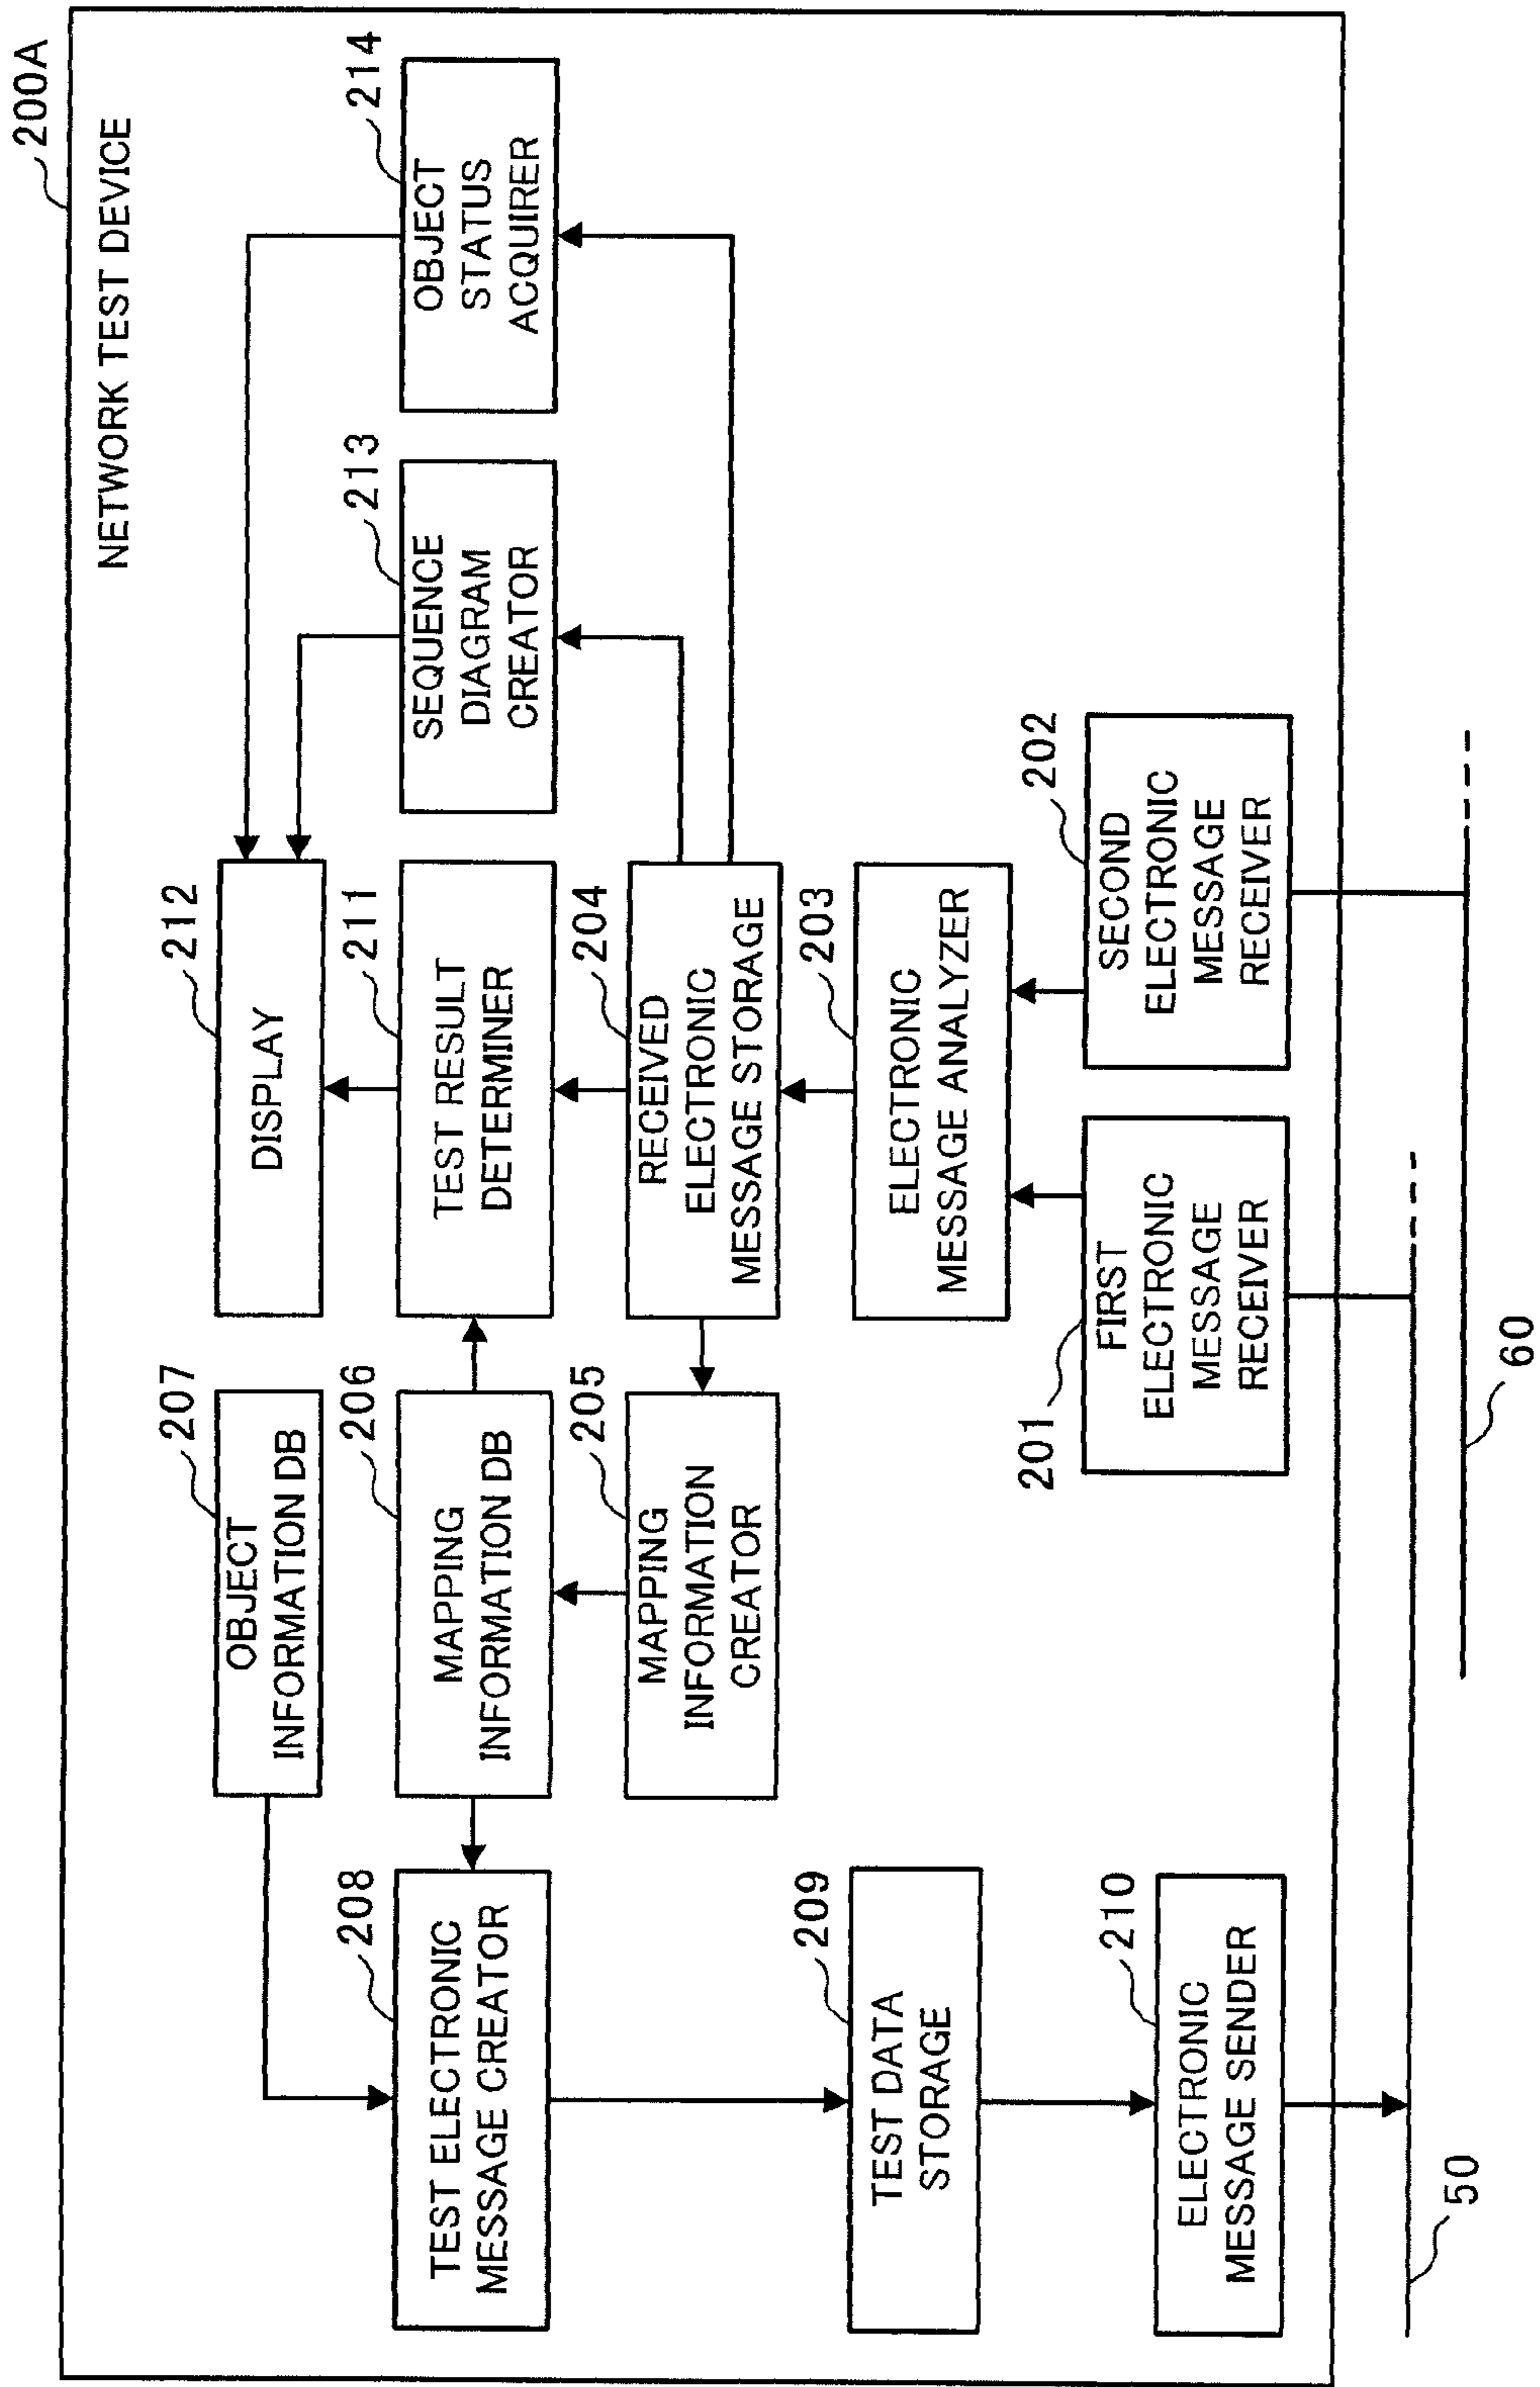 200A
NETWORK TEST DEVICE
207
OBJECT
INFORMATION DB
212
DISPLAY
208
TEST ELECTRONIC
MESSAGE CREATOR
206
MAPPING
INFORMATION DB
211
TEST RESULT
DETERMINER
213
SEQUENCE
DIAGRAM
CREATOR
214
OBJECT
STATUS
ACQUIRER
205
MAPPING
INFORMATION
CREATOR
204
RECEIVED
ELECTRONIC
MESSAGE STORAGE
209
TEST DATA
STORAGE
203
ELECTRONIC
MESSAGE ANALYZER
210
ELECTRONIC
MESSAGE SENDER
201
FIRST
ELECTRONIC
MESSAGE
RECEIVER
202
SECOND
ELECTRONIC
MESSAGE
RECEIVER
50
60